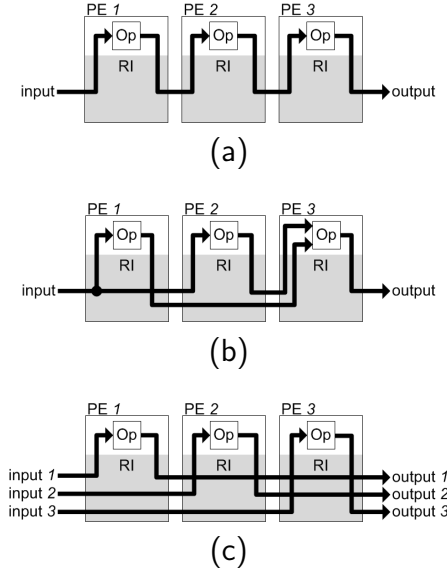 PE 1 PE 2 PE 3
Op Op Op
RI RI RI
input output
(a)
PE 1 PE 2 PE 3
Op Op Op
RI RI RI
input output
(b)
PE 1 PE 2 PE 3
Op Op Op
RI RI RI
input 1 output 1
input 2 output 2
input 3 output 3
(c)